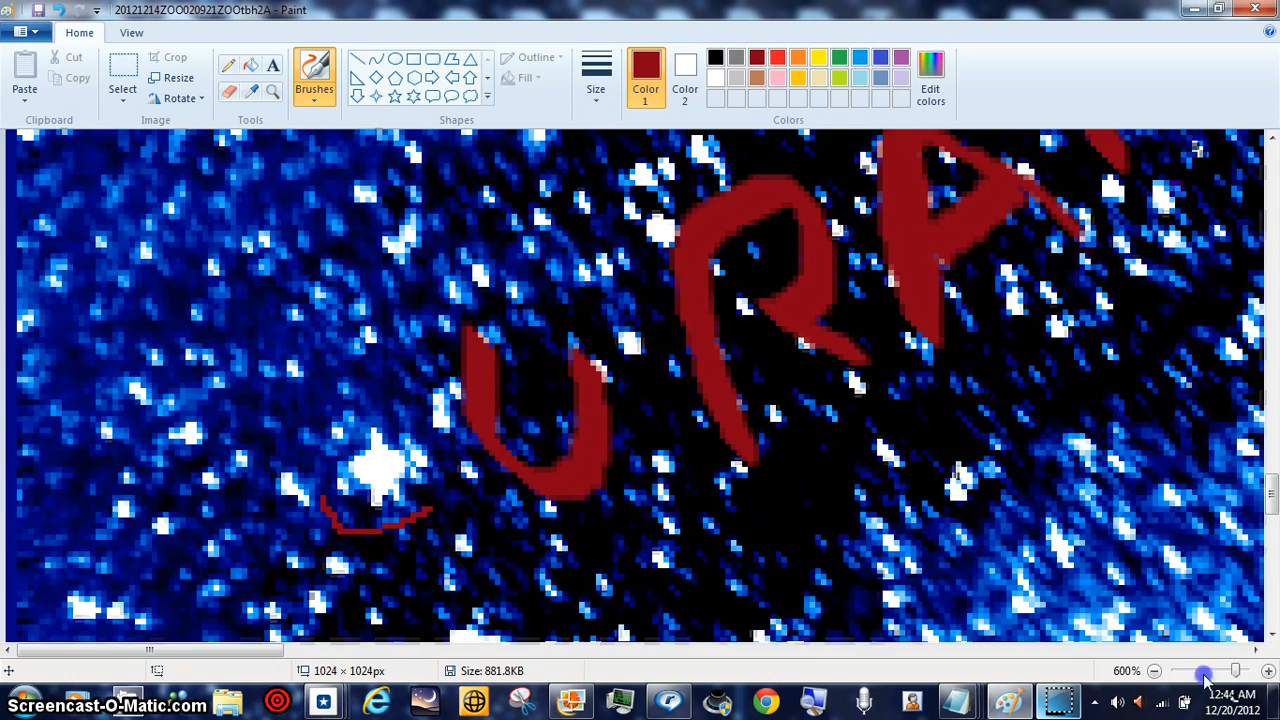 20121214ZOO020921ZOOtbh2A - Paint
Home View
Paste Cut Copy Select Crop Resize Rotate A Brushes Outline Fill Size Color 1 Color 2 Edit colors
Clipboard Image Tools Shapes Colors
URA
1024 × 1024px Size: 881.8KB 600%
Screencast-O-Matic.com 12:44 AM
12/20/2012